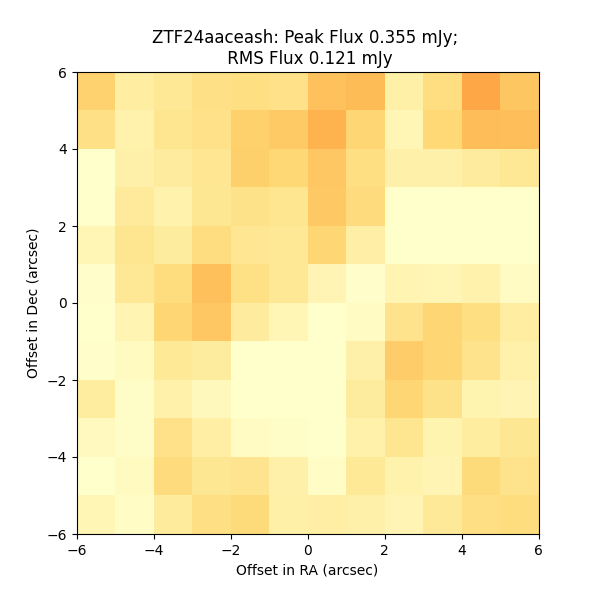 ZTF24aaceash: Peak Flux 0.355 mJy;
RMS Flux 0.121 mJy
6
4
2
0
−2
−4
−6
Offset in Dec (arcsec)
−6 −4 −2 0 2 4 6
Offset in RA (arcsec)